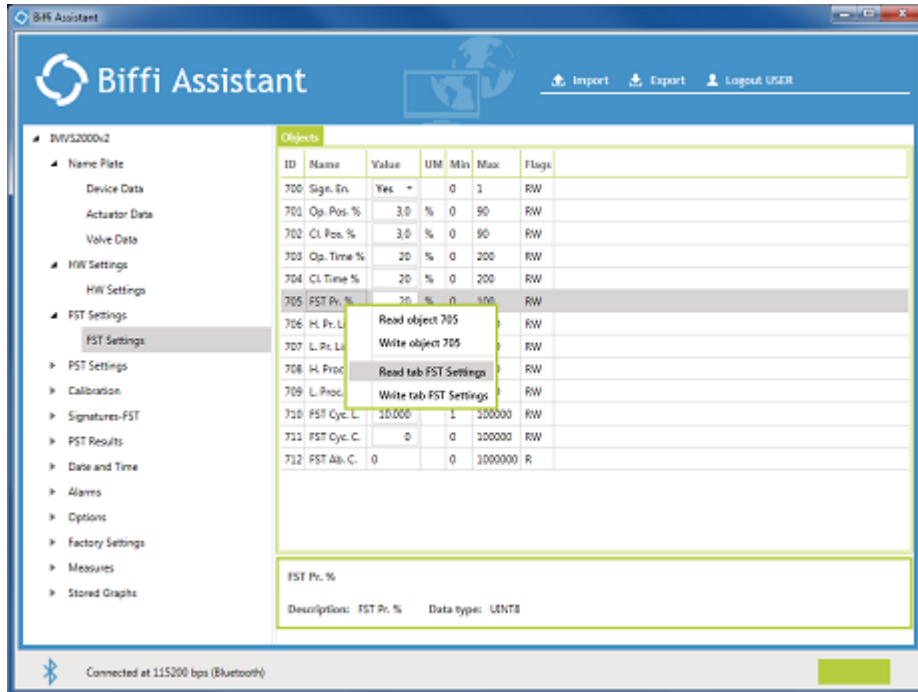 Biffi Assistant
Biffi Assistant
Import Export Logout USER
IMVS2000v2
Name Plate
Device Data
Actuator Data
Valve Data
HW Settings
HW Settings
FST Settings
FST Settings
PST Settings
Calibration
Signatures-FST
PST Results
Date and Time
Alarms
Options
Factory Settings
Measures
Stored Graphs
Objects
ID Name Value UM Min Max Flags
700 Sign. En. Yes 0 1 RW
701 Op. Pos. % 3,0 % 0 90 RW
702 Cl. Pos. % 3,0 % 0 90 RW
703 Op. Time % 20 % 0 200 RW
704 Cl. Time % 20 % 0 200 RW
705 FST Pr. % 20 % 0 100 RW
706 H. Pr. Li RW
707 L. Pr. Li RW
708 H. Proc RW
709 L. Proc. RW
710 FST Cyc. L. 10.000 1 100000 RW
711 FST Cyc. C. 0 0 100000 RW
712 FST Ab. C. 0 0 1000000 R
Read object 705
Write object 705
Read tab FST Settings
Write tab FST Settings
FST Pr. %
Description: FST Pr. % Data type: UINT8
Connected at 115200 bps (Bluetooth)